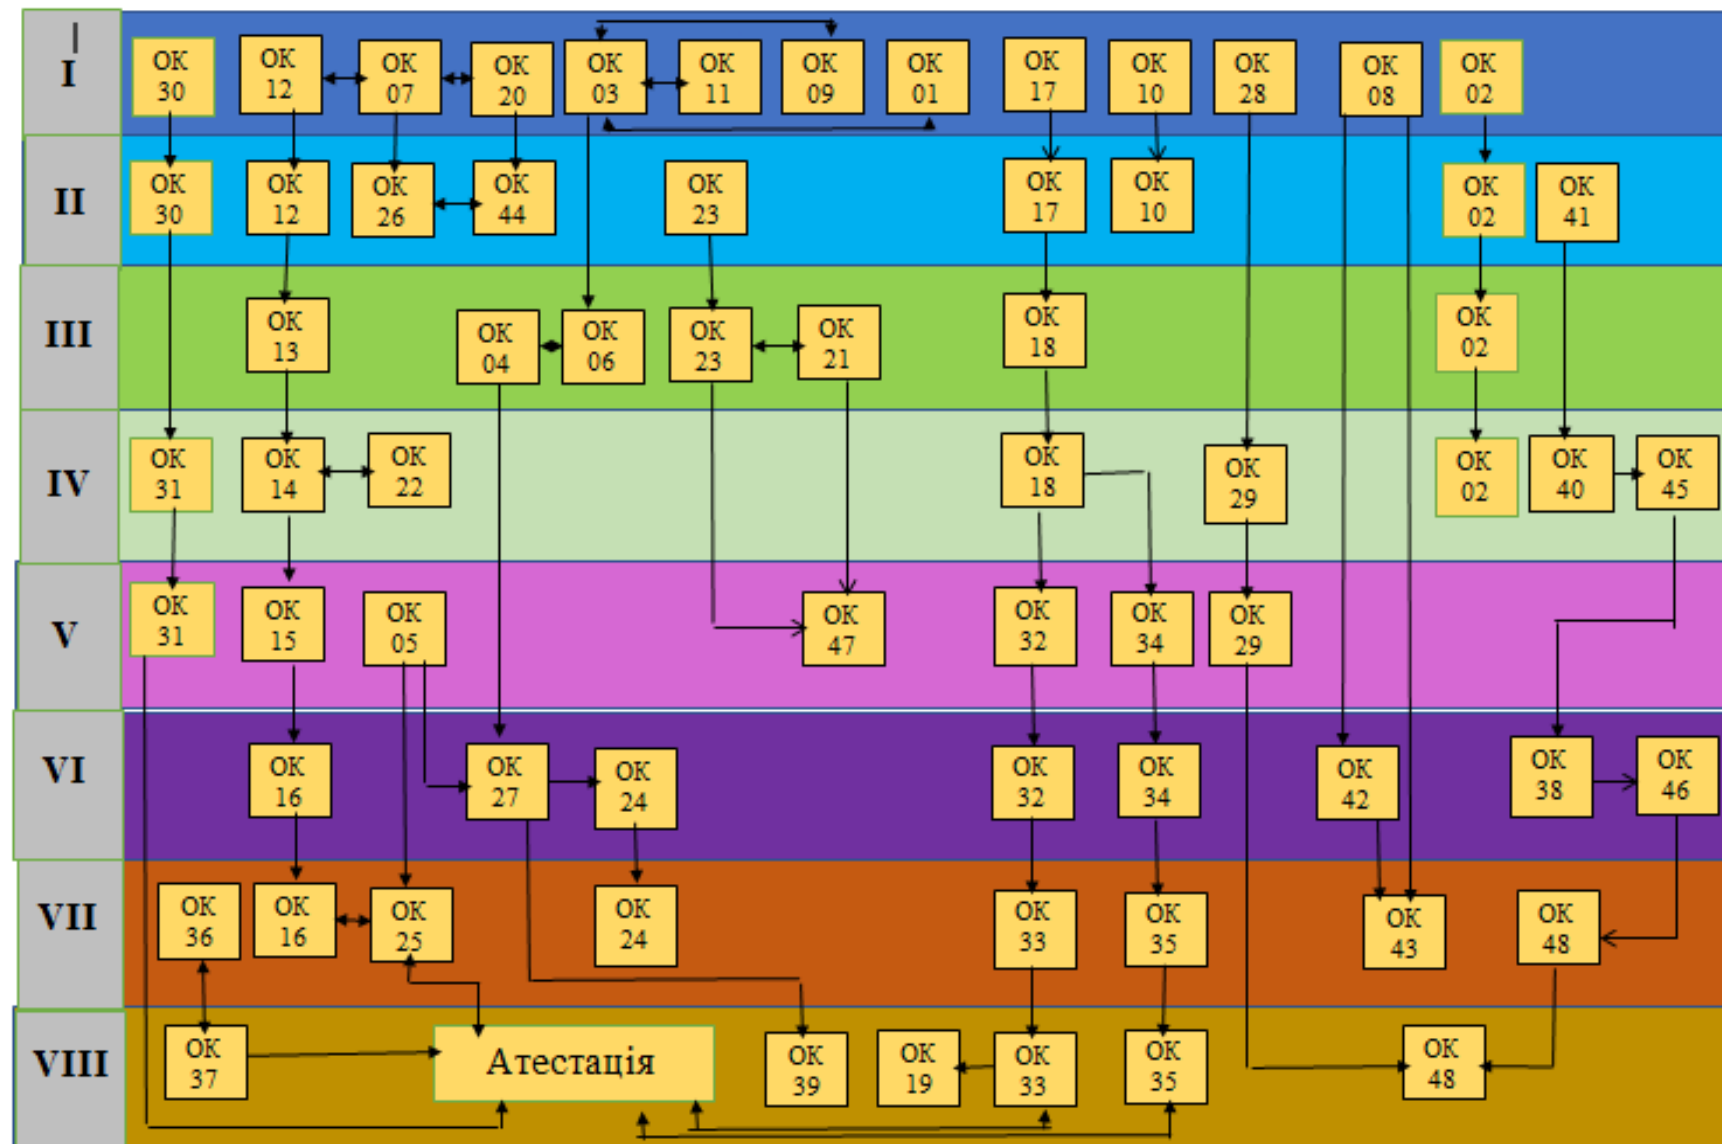 I
ОК 30
ОК 12
ОК 07
ОК 20
ОК 03
ОК 11
ОК 09
ОК 01
ОК 17
ОК 10
ОК 28
ОК 08
ОК 02
II
ОК 30
ОК 12
ОК 26
ОК 44
ОК 23
ОК 17
ОК 10
ОК 02
ОК 41
III
ОК 13
ОК 04
ОК 06
ОК 23
ОК 21
ОК 18
ОК 02
IV
ОК 31
ОК 14
ОК 22
ОК 18
ОК 29
ОК 02
ОК 40
ОК 45
V
ОК 31
ОК 15
ОК 05
ОК 47
ОК 32
ОК 34
ОК 29
VI
ОК 16
ОК 27
ОК 24
ОК 32
ОК 34
ОК 42
ОК 38
ОК 46
VII
ОК 36
ОК 16
ОК 25
ОК 24
ОК 33
ОК 35
ОК 43
ОК 48
VIII
ОК 37
Атестація
ОК 39
ОК 19
ОК 33
ОК 35
ОК 48